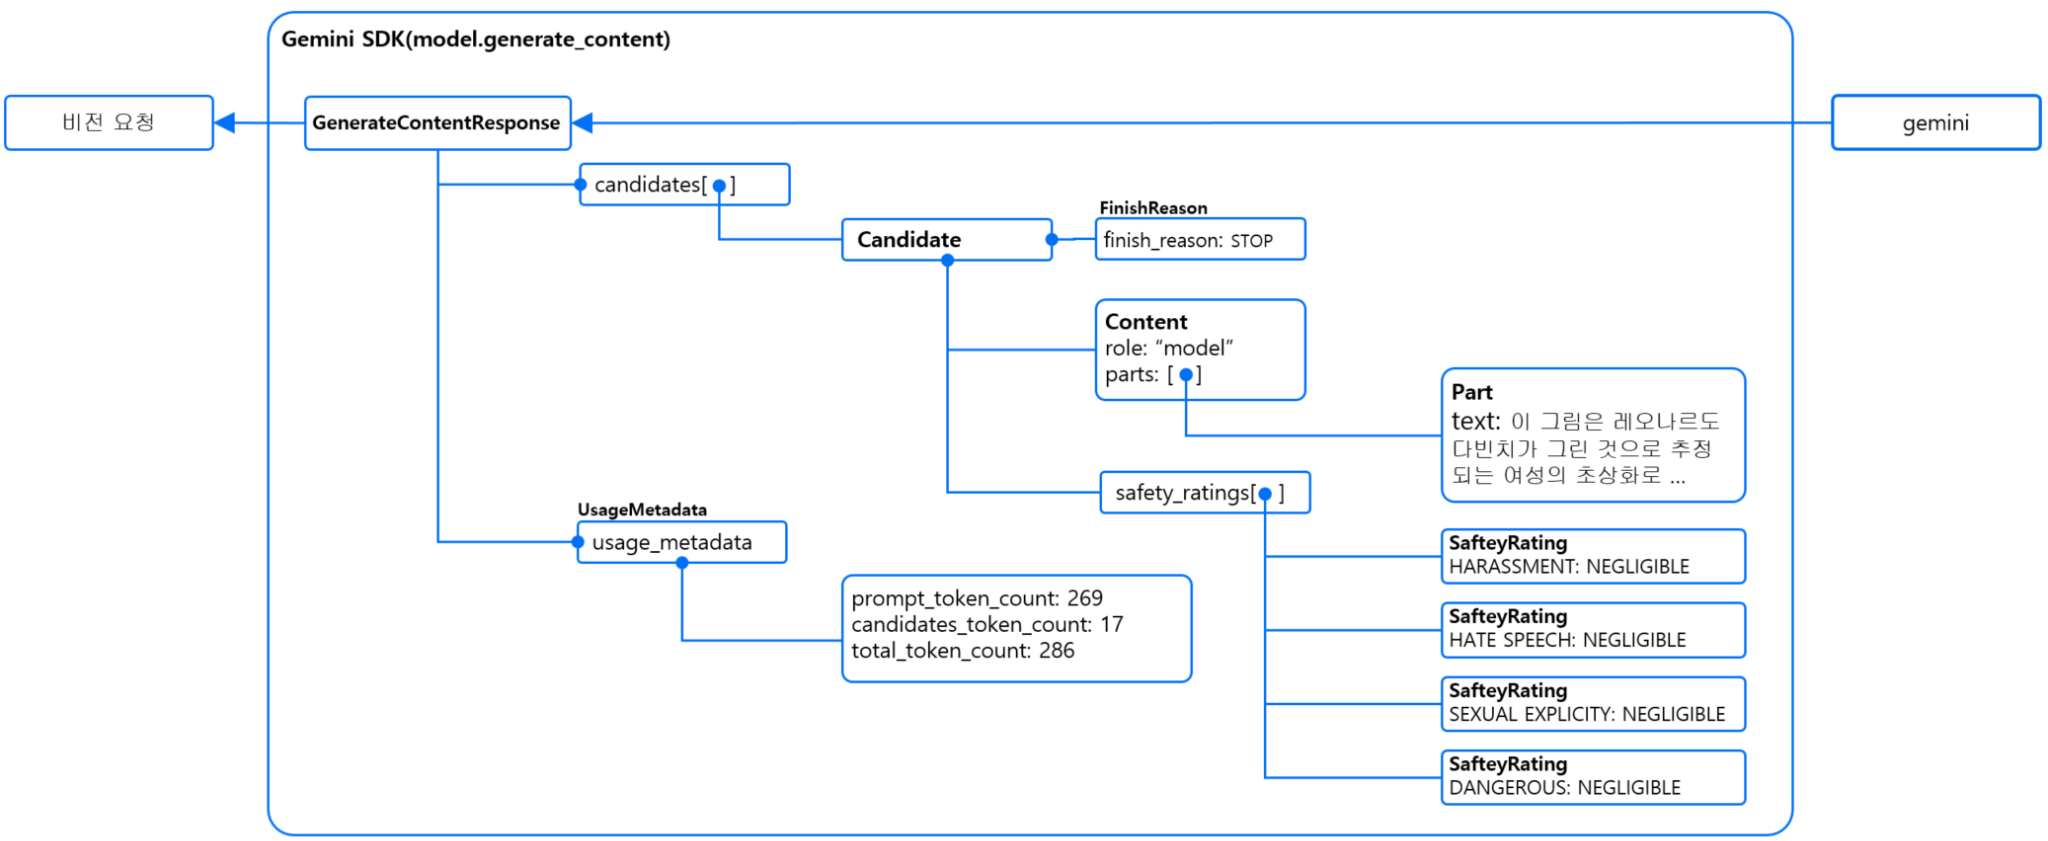 Gemini SDK(model.generate_content)
비전 요청
GenerateContentResponse
gemini
candidates[ ]
FinishReason
Candidate
finish_reason: STOP
Content
role: “model”
parts: [ ]
Part
text: 이 그림은 레오나르도
다빈치가 그린 것으로 추정
되는 여성의 초상화로 ...
safety_ratings[ ]
UsageMetadata
usage_metadata
SafteyRating
HARASSMENT: NEGLIGIBLE
prompt_token_count: 269
candidates_token_count: 17
total_token_count: 286
SafteyRating
HATE SPEECH: NEGLIGIBLE
SafteyRating
SEXUAL EXPLICITY: NEGLIGIBLE
SafteyRating
DANGEROUS: NEGLIGIBLE